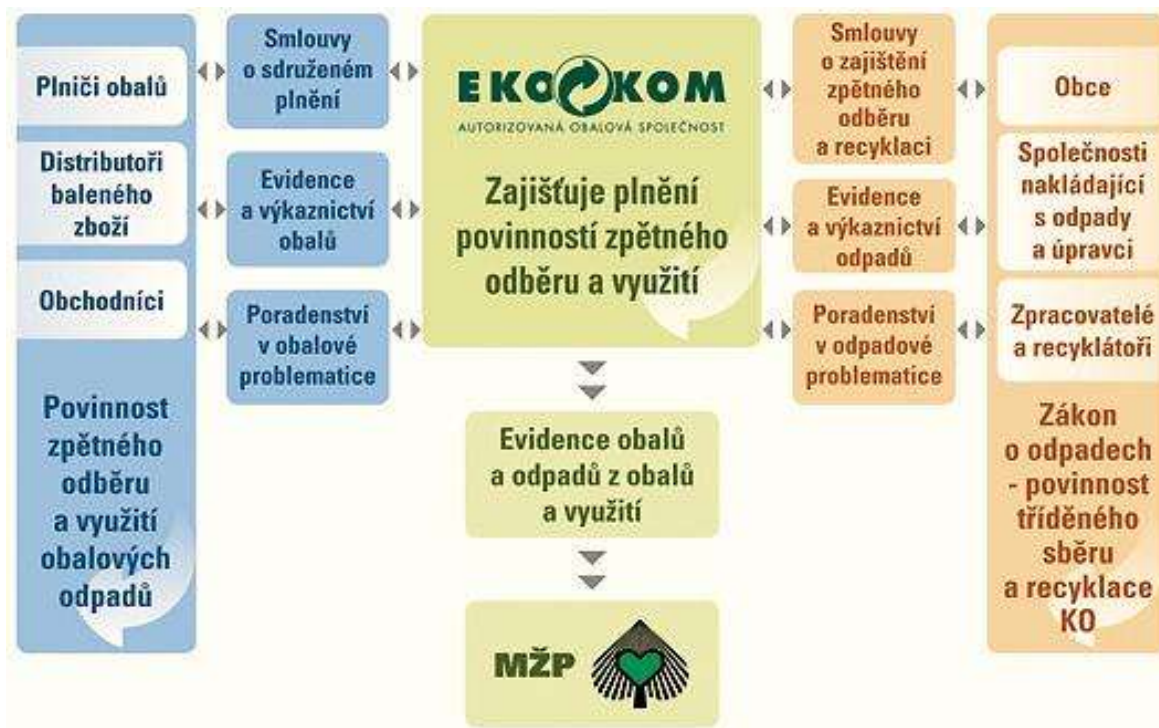 Plniči obalů
Distributoři
baleného
zboží
Obchodníci
Povinnost
zpětného
odběru
a využití
obalových
odpadů
Smlouvy
o sdruženém
plnění
Evidence
a výkaznictví
obalů
Poradenství
v obalové
problematice
EKO KOM
AUTORIZOVANÁ OBALOVÁ SPOLEČNOST
Zajišťuje plnění
povinností zpětného
odběru a využití
Evidence obalů
a odpadů z obalů
a využití
MŽP
Smlouvy
o zajištění
zpětného
odběru
a recyklaci
Evidence
a výkaznictví
odpadů
Poradenství
v odpadové
problematice
Obce
Společnosti
nakládající
s odpady
a úpravci
Zpracovatelé
a recyklátoři
Zákon
o odpadech
- povinnost
tříděného
sběru
a recyklace
KO